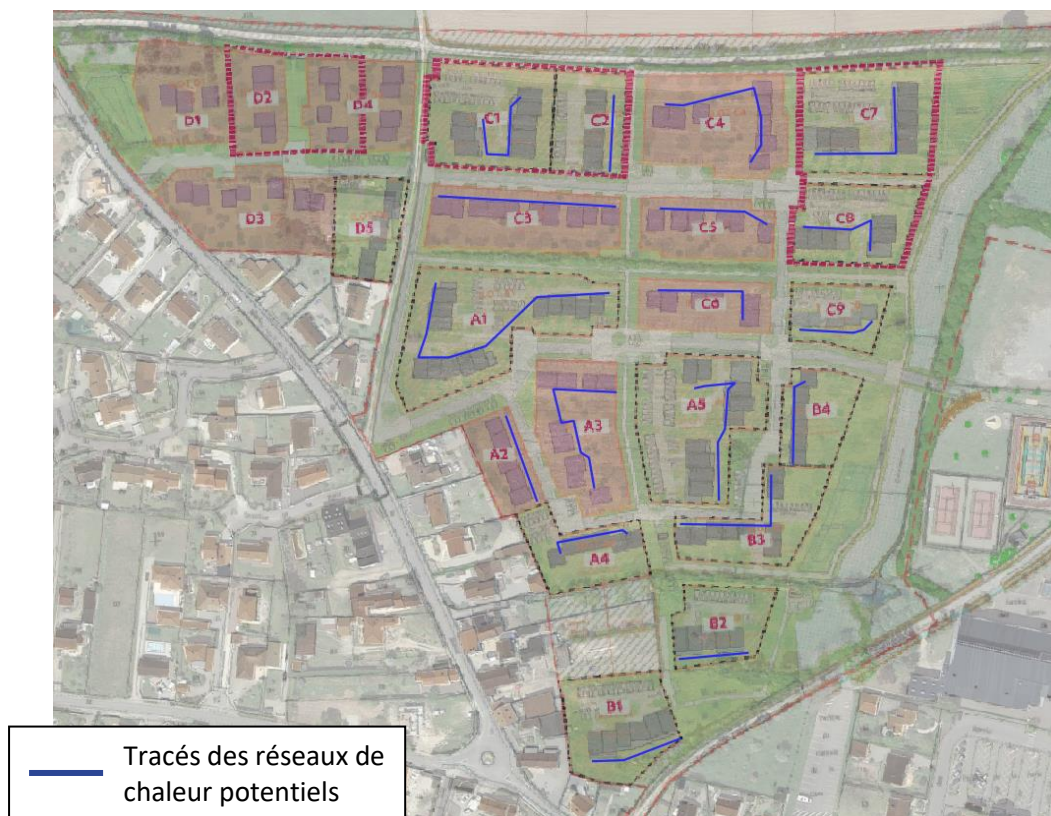 D1
D2
D4
C1
C2
C4
C7
D3
D5
C3
C5
C8
A1
C6
C9
A2
A3
A5
B4
A4
B3
B2
B1
Tracés des réseaux de
chaleur potentiels